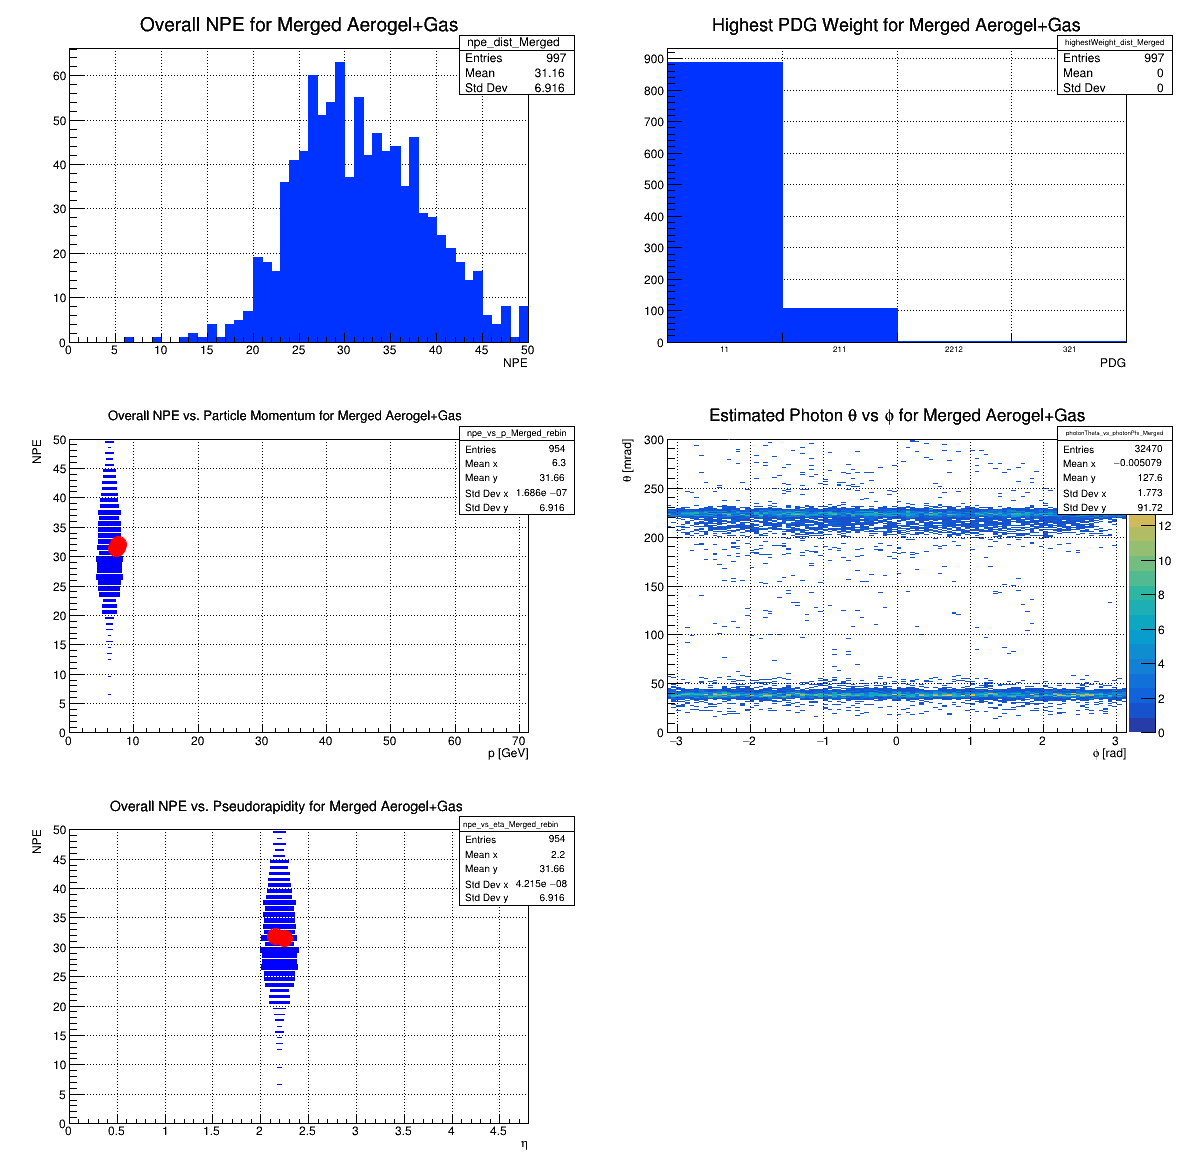 Overall NPE for Merged Aerogel+Gas
npe_dist_Merged
Entries 997
Mean 31.16
Std Dev 6.916
60
50
40
30
20
10
0
0 5 10 15 20 25 30 35 40 45 50
NPE
Highest PDG Weight for Merged Aerogel+Gas
highestWeight_dist_Merged
Entries 997
Mean 0
Std Dev 0
900
800
700
600
500
400
300
200
100
0
11 211 2212 321
PDG
Overall NPE vs. Particle Momentum for Merged Aerogel+Gas
npe_vs_p_Merged_rebin
Entries 954
Mean x 6.3
Mean y 31.66
Std Dev x 1.686e −07
Std Dev y 6.916
NPE
50
45
40
35
30
25
20
15
10
5
0
0 10 20 30 40 50 60 70
p [GeV]
Estimated Photon θ vs ϕ for Merged Aerogel+Gas
photonTheta_vs_photonPhi_Merged
Entries 32470
Mean x −0.005079
Mean y 127.6
Std Dev x 1.773
Std Dev y 91.72
θ [mrad]
300
250
200
150
100
50
0
−3 −2 −1 0 1 2 3
ϕ [rad]
12
10
8
6
4
2
0
Overall NPE vs. Pseudorapidity for Merged Aerogel+Gas
npe_vs_eta_Merged_rebin
Entries 954
Mean x 2.2
Mean y 31.66
Std Dev x 4.215e −08
Std Dev y 6.916
NPE
50
45
40
35
30
25
20
15
10
5
0
0 0.5 1 1.5 2 2.5 3 3.5 4 4.5
η